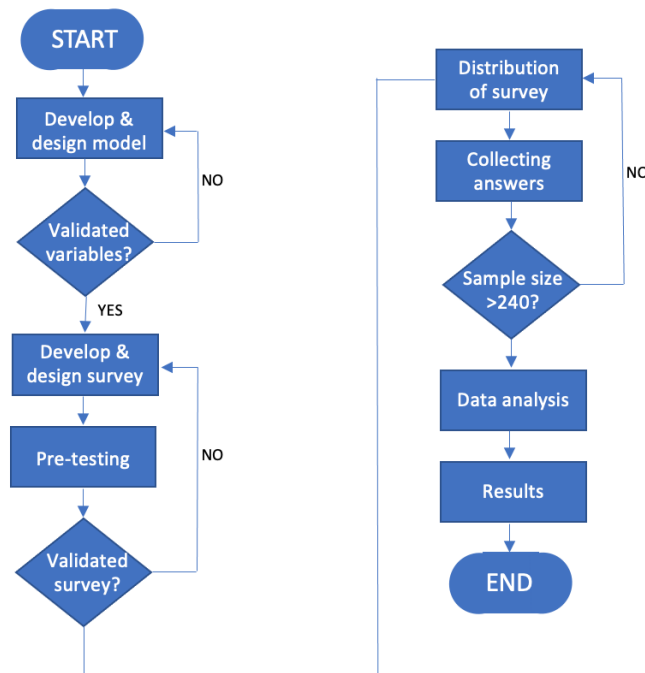 START
Develop &
design model
NO
Validated
variables?
YES
Develop &
design survey
Pre-testing
NO
Validated
survey?
Distribution
of survey
Collecting
answers
NO
Sample size
>240?
Data analysis
Results
END